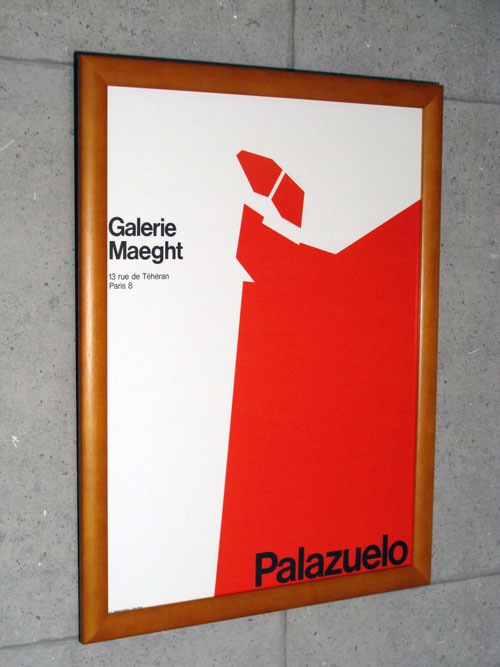 Galerie
Maeght
13 rue de Téhéran
Paris 8
Palazuelo